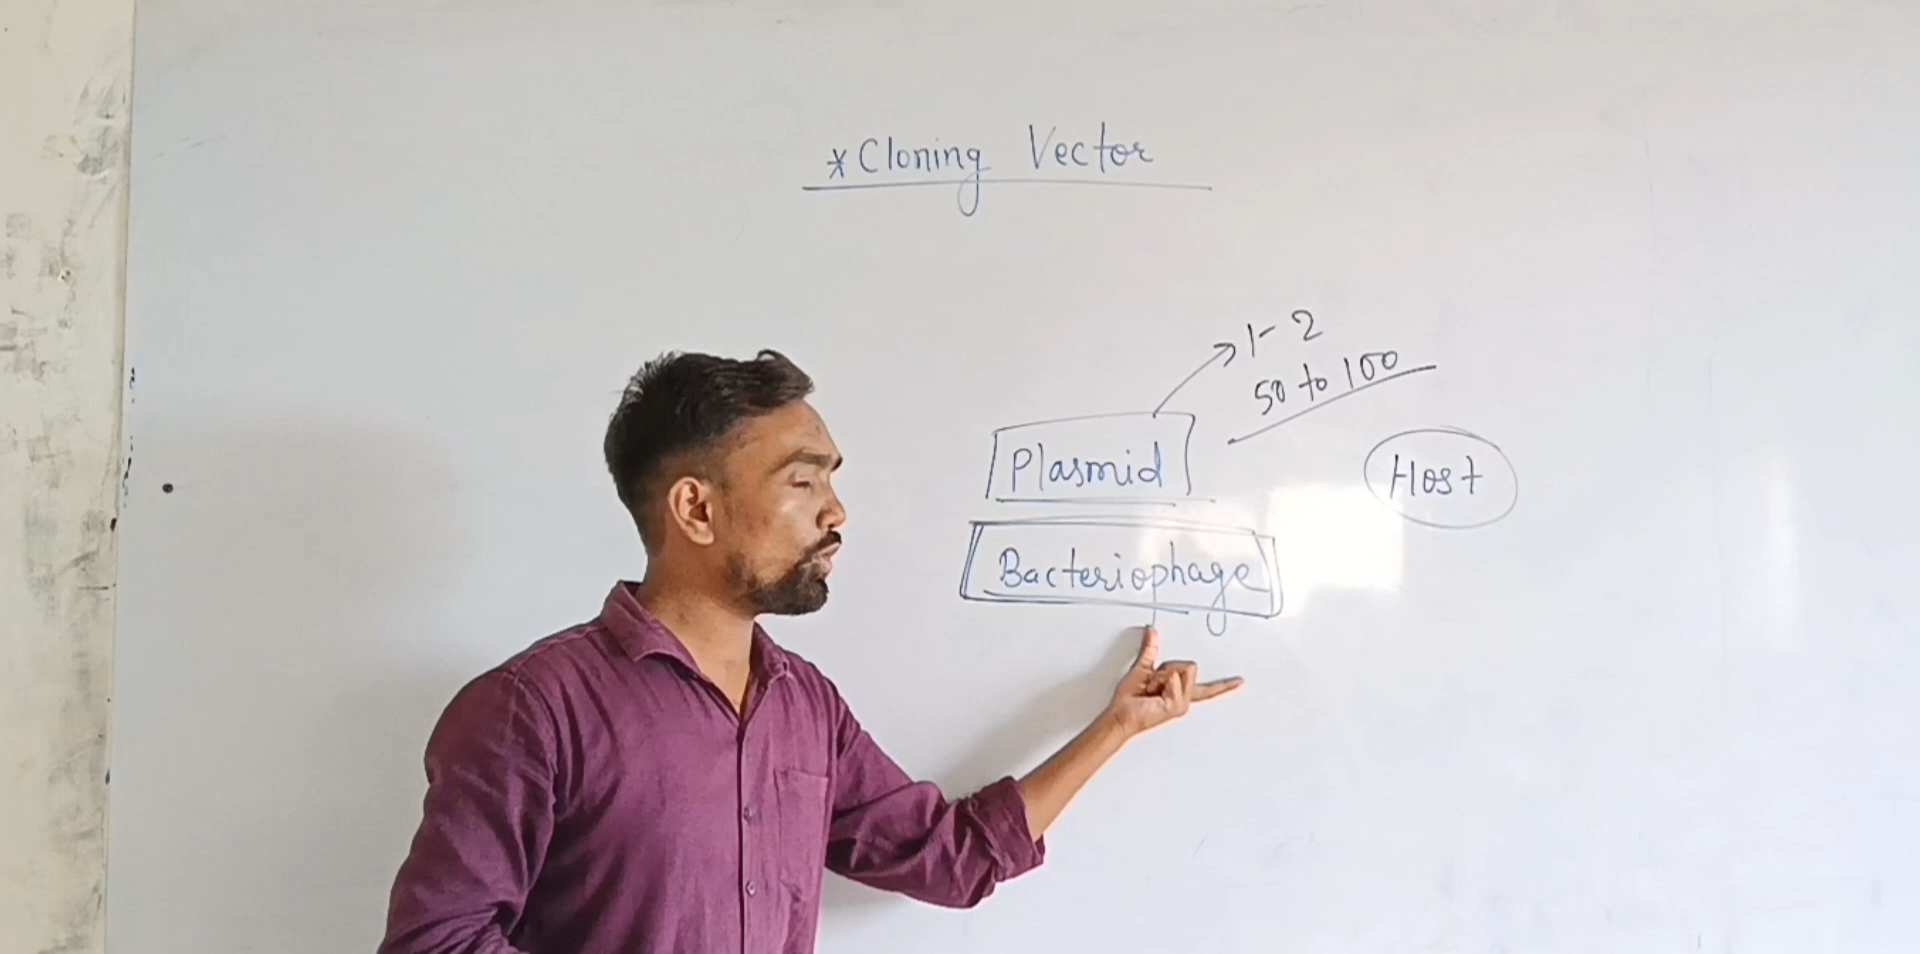 * Cloning Vector
1-2
50 to 100
Plasmid
Host
Bacteriophage